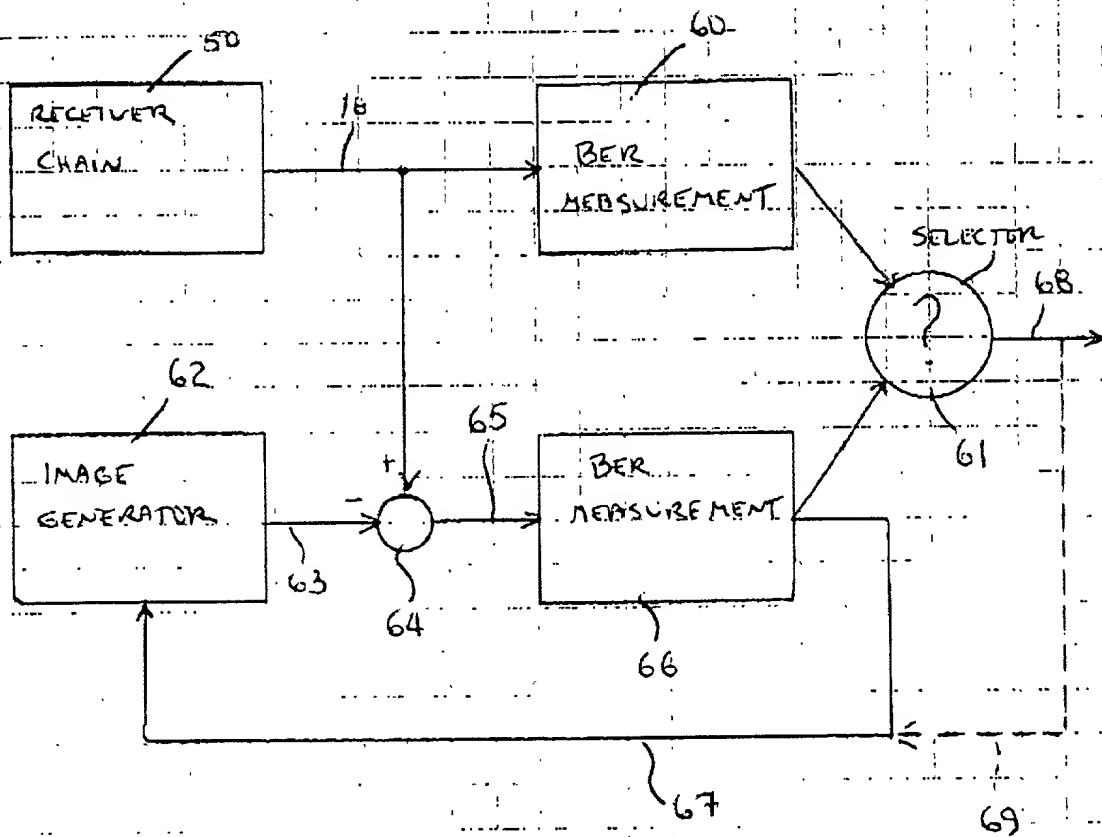 50
60
RECEIVER
CHAIN
18
BER
MEASUREMENT
SELECTOR
68
?
61
62
65
IMAGE
GENERATOR
+
-
63
64
BER
MEASUREMENT
66
67
69